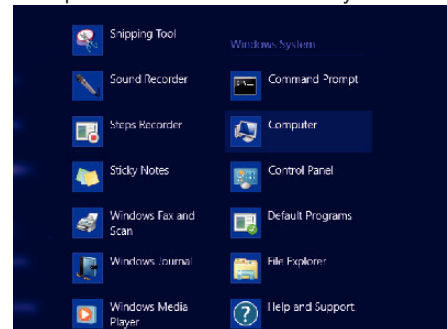 Snipping Tool
Sound Recorder
Steps Recorder
Sticky Notes
Windows Fax and
Scan
Windows Journal
Windows Media
Player
Windows System
Command Prompt
Computer
Control Panel
Default Programs
File Explorer
Help and Support